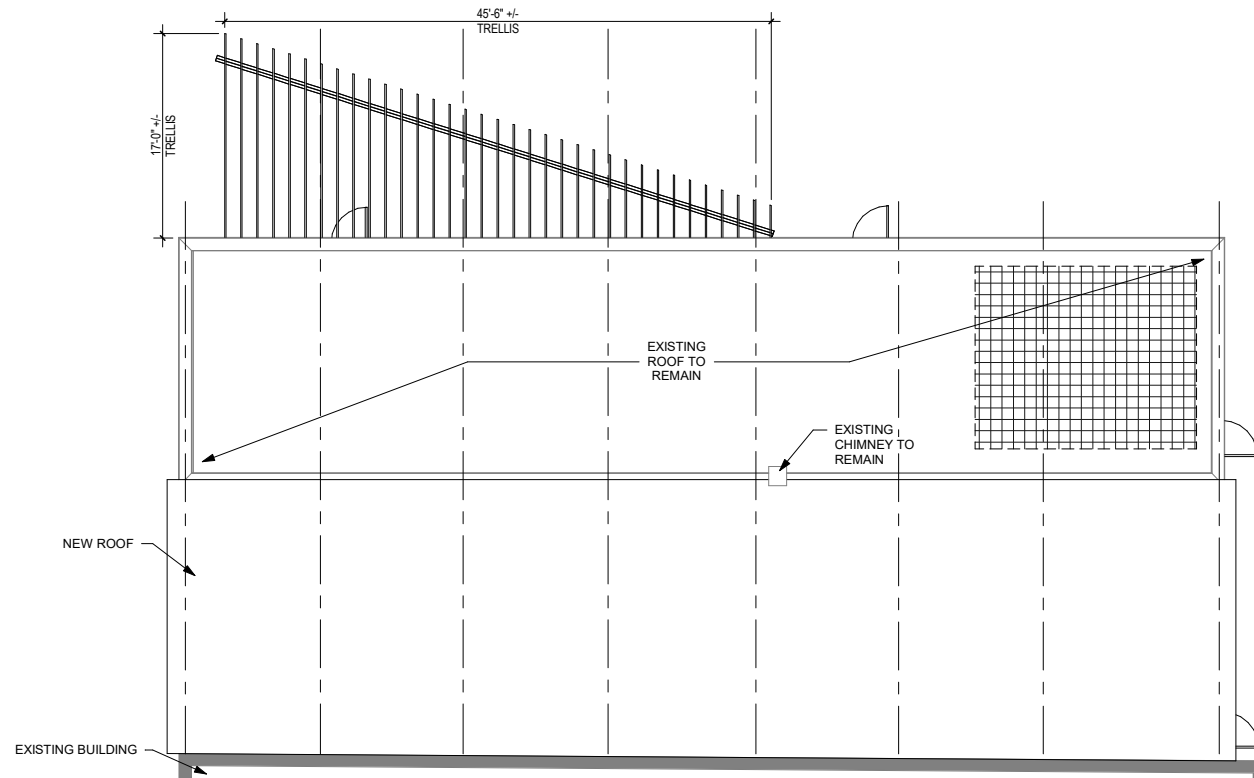 45'-6" +/-
TRELLIS
17'-0" +/-
TRELLIS
EXISTING
ROOF TO
REMAIN
EXISTING
CHIMNEY TO
REMAIN
NEW ROOF
EXISTING BUILDING